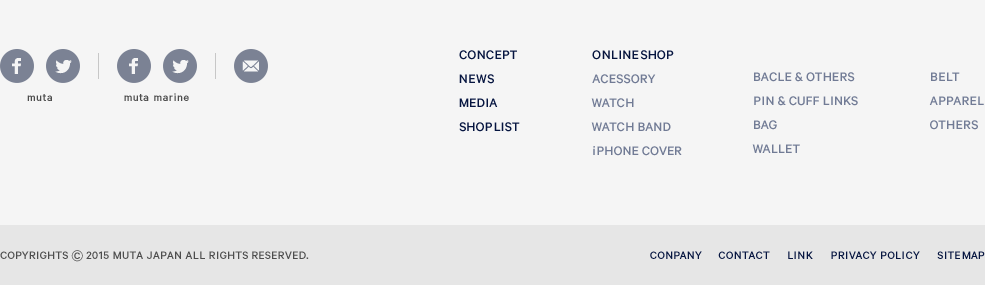 muta
muta marine
CONCEPT
NEWS
MEDIA
SHOPLIST
ONLINESHOP
ACESSORY
WATCH
WATCH BAND
iPHONE COVER
BACLE & OTHERS
PIN & CUFF LINKS
BAG
WALLET
BELT
APPAREL
OTHERS
COPYRIGHTS © 2015 MUTA JAPAN ALL RIGHTS RESERVED.
CONPANY CONTACT LINK PRIVACY POLICY SITEMAP